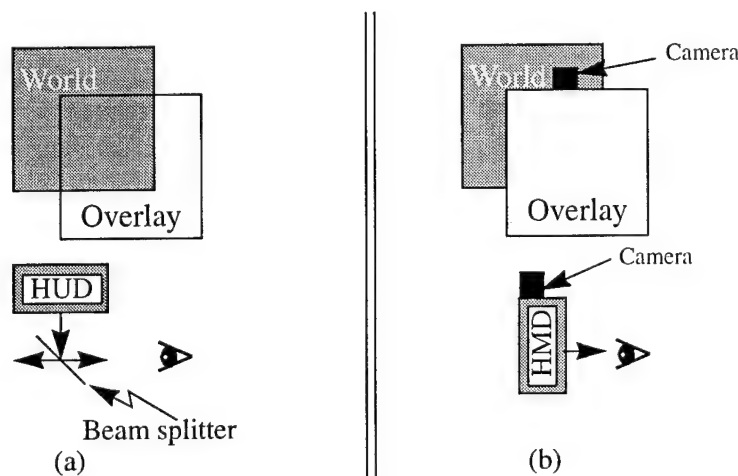 World
Overlay
HUD
Beam splitter
(a)
Camera
World
Overlay
Camera
HMD
(b)